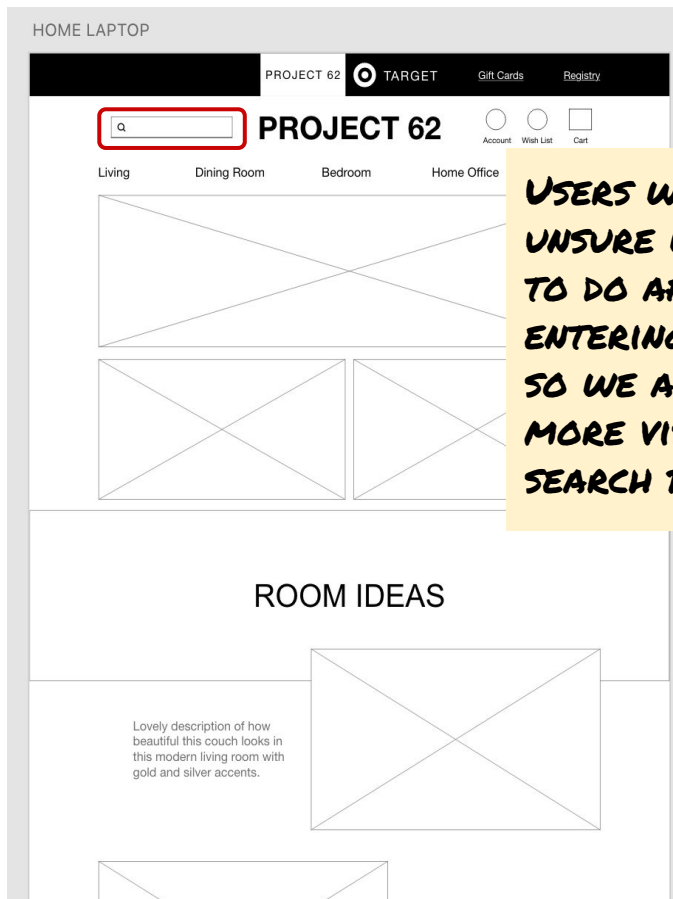 HOME LAPTOP
PROJECT 62 TARGET Gift Cards Registry
PROJECT 62
Account Wish List Cart
Living Dining Room Bedroom Home Office
USERS
UNSURE
TO DO
ENTERING
SO WE
MORE
SEARCH
ROOM IDEAS
Lovely description of how
beautiful this couch looks in
this modern living room with
gold and silver accents.